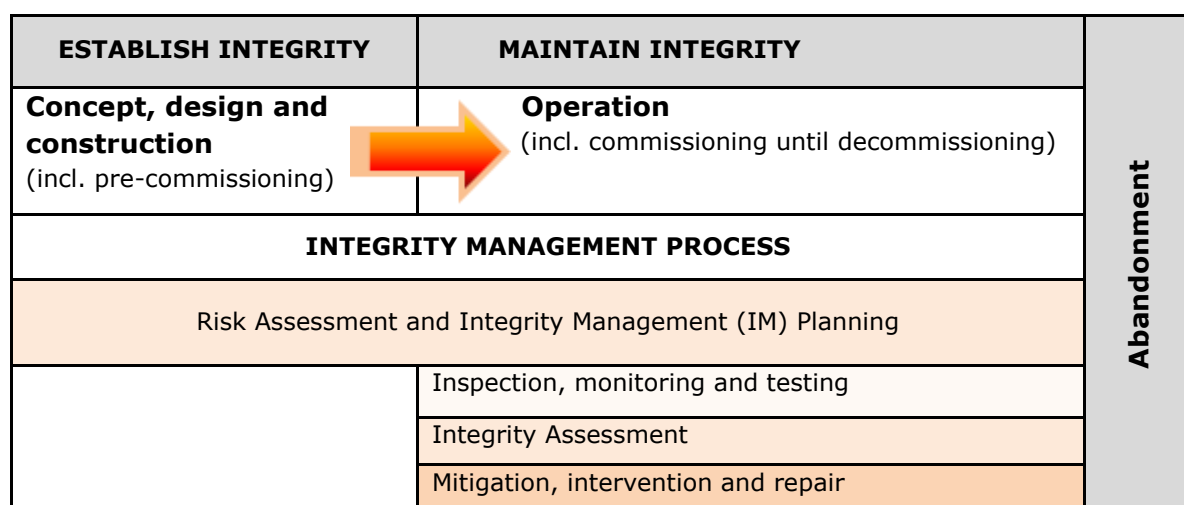 ESTABLISH INTEGRITY
MAINTAIN INTEGRITY
Concept, design and
construction
(incl. pre-commissioning)
Operation
(incl. commissioning until decommissioning)
INTEGRITY MANAGEMENT PROCESS
Risk Assessment and Integrity Management (IM) Planning
Inspection, monitoring and testing
Integrity Assessment
Mitigation, intervention and repair
Abandonment